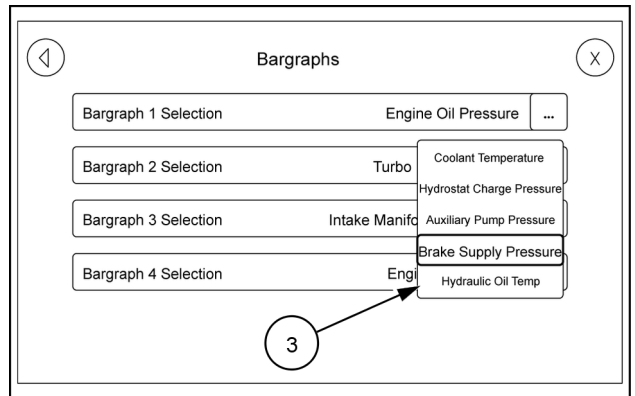 Bargraphs
X
Bargraph 1 Selection Engine Oil Pressure ...
Bargraph 2 Selection Turbo
Coolant Temperature
Hydrostat Charge Pressure
Bargraph 3 Selection Intake Manifo
Auxiliary Pump Pressure
Brake Supply Pressure
Bargraph 4 Selection Engi
Hydraulic Oil Temp
3